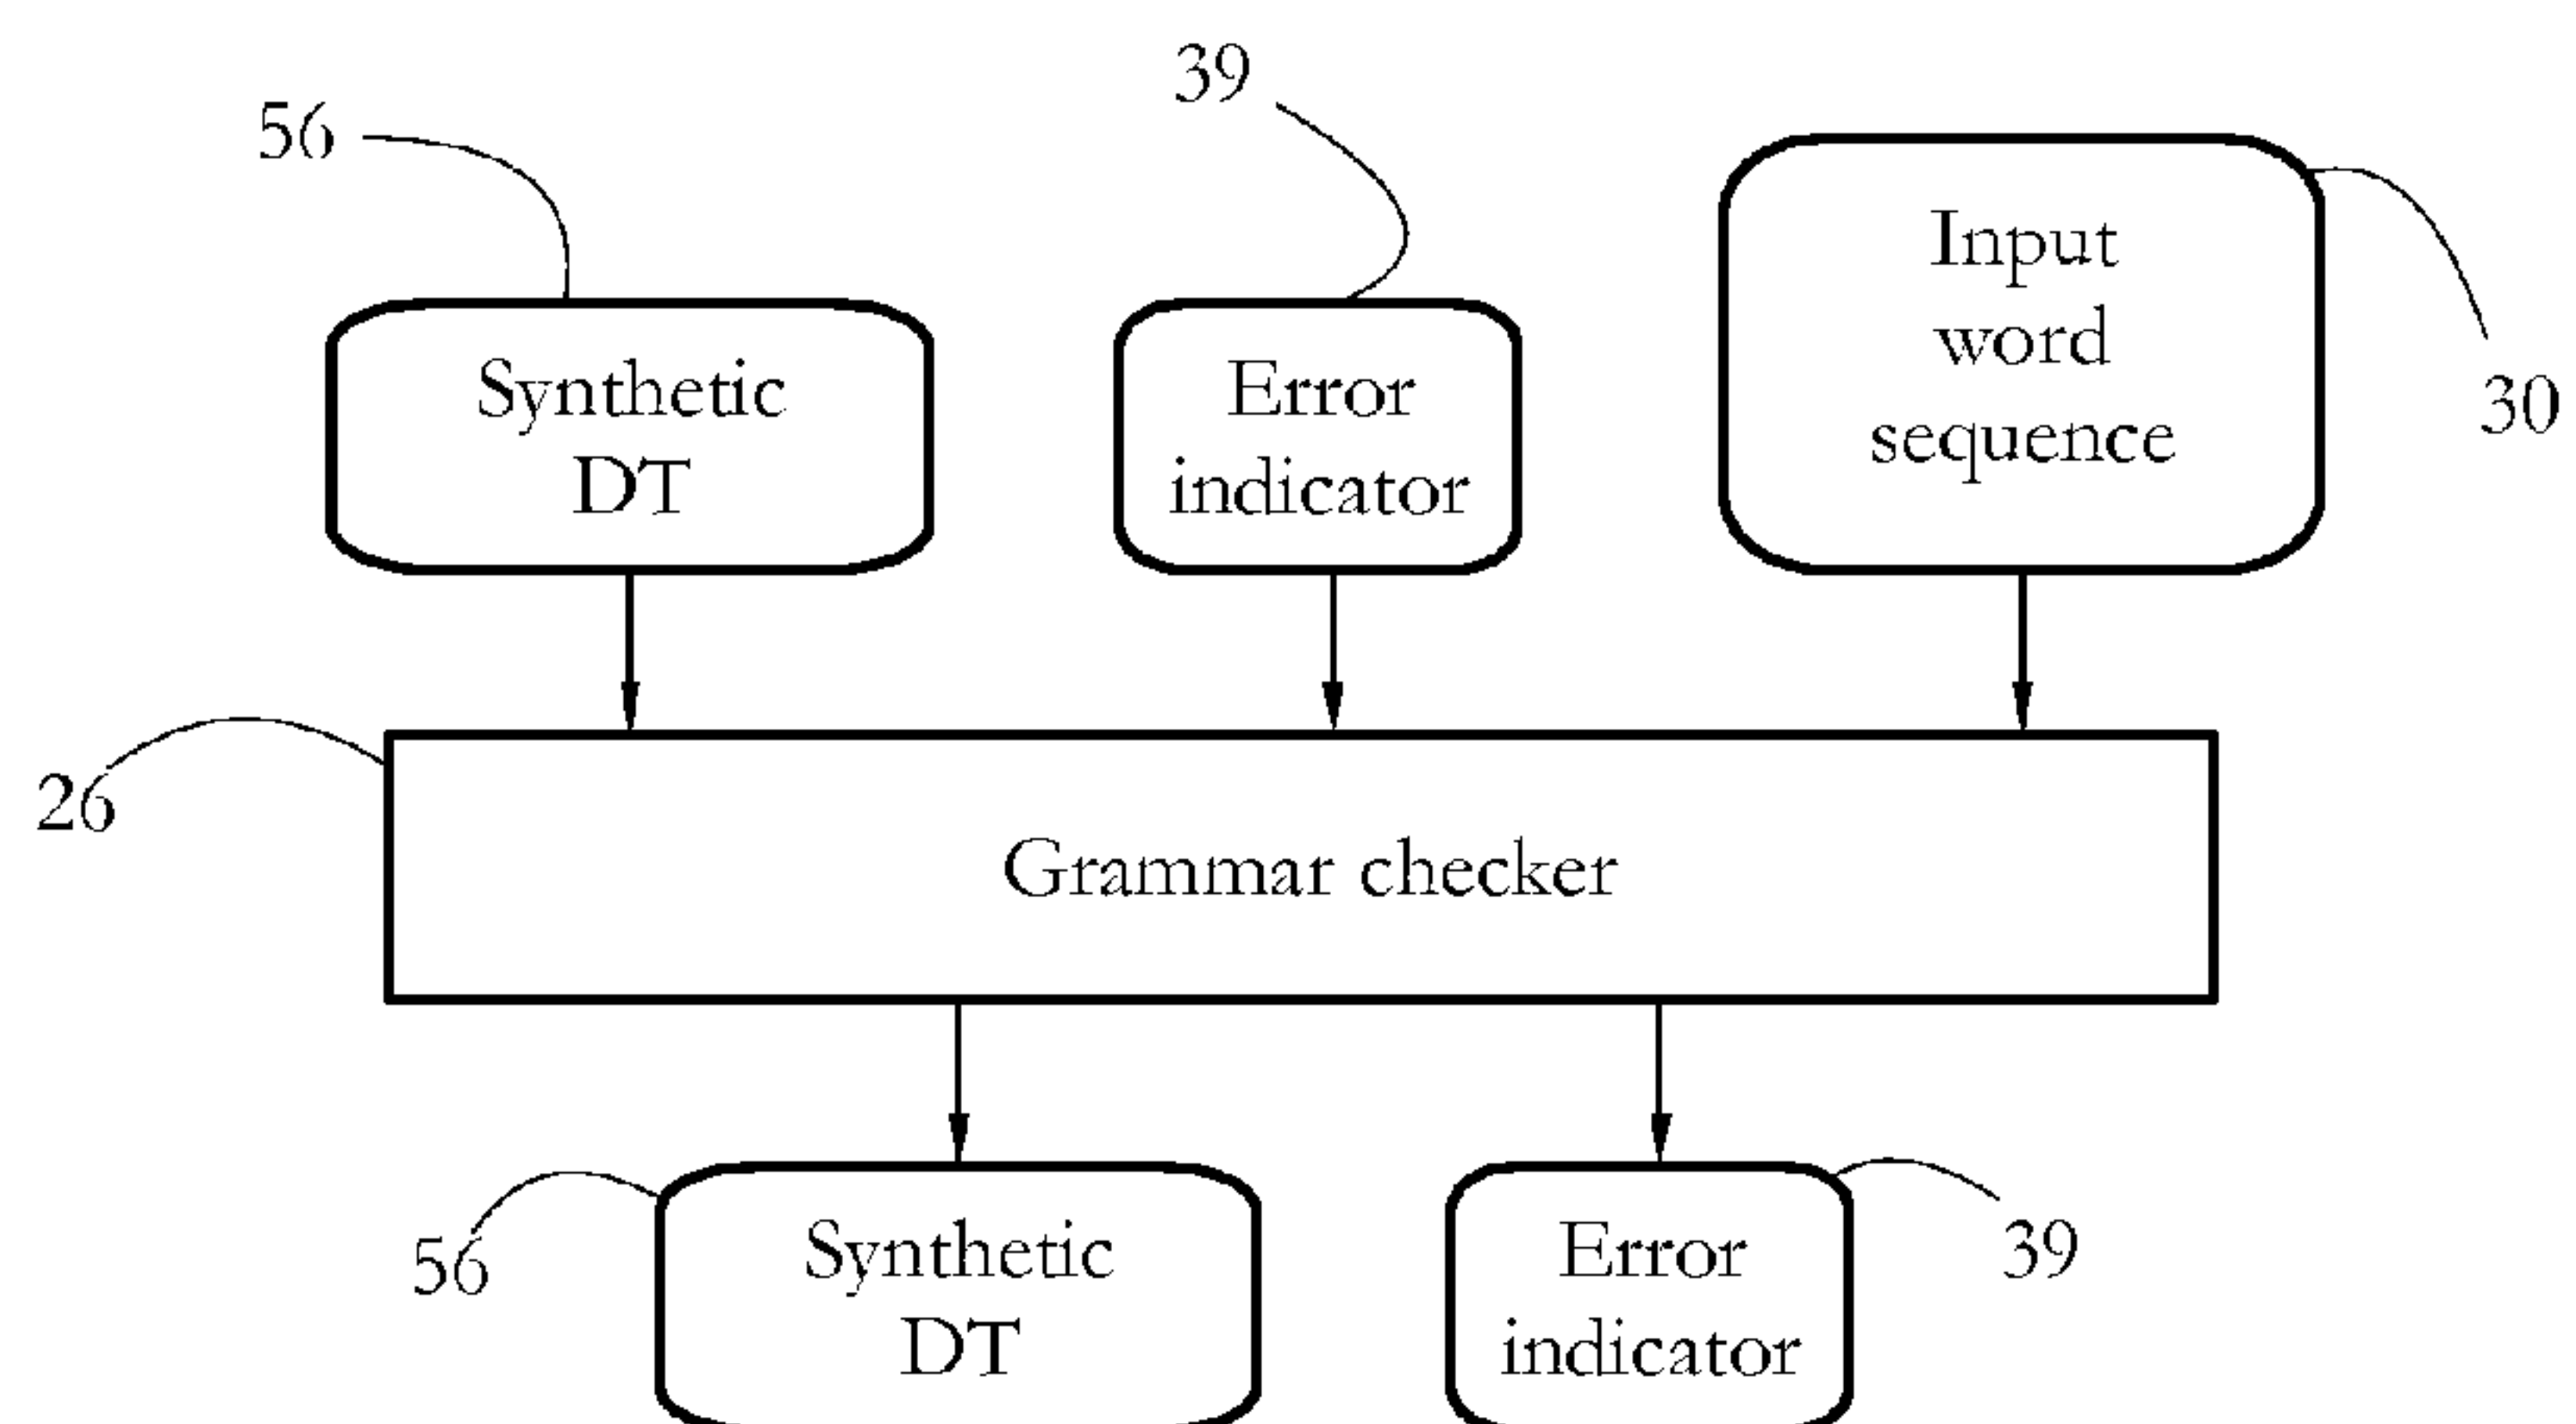 39
56
Input
word
sequence
30
Synthetic
DT
Error
indicator
26
Grammar checker
56
Synthetic
DT
Error
indicator
39